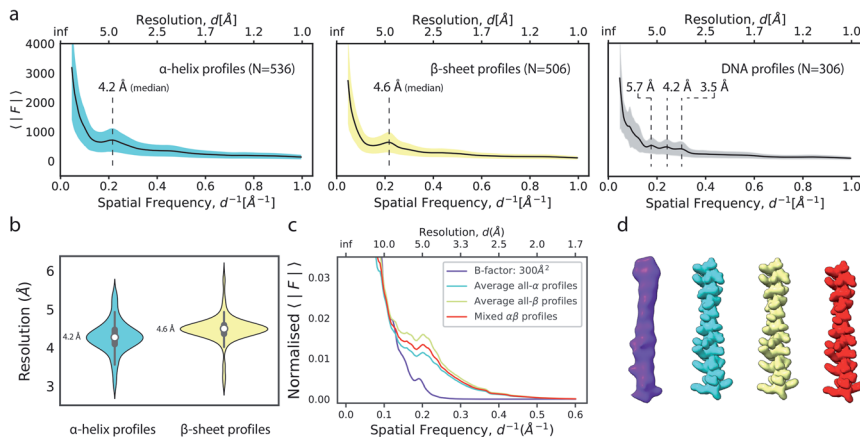 a
Resolution, d[Å]
Resolution, d[Å]
Resolution, d[Å]
inf 5.0 2.5 1.7 1.2 1.0
inf 5.0 2.5 1.7 1.2 1.0
inf 5.0 2.5 1.7 1.2 1.0
4000
3000
2000
1000
0
⟨ | F | ⟩
α-helix profiles (N=536)
4.2 Å (median)
β-sheet profiles (N=506)
4.6 Å (median)
DNA profiles (N=306)
5.7 Å 4.2 Å 3.5 Å
0.0 0.2 0.4 0.6 0.8 1.0
0.0 0.2 0.4 0.6 0.8 1.0
0.0 0.2 0.4 0.6 0.8 1.0
Spatial Frequency, d⁻¹[Å⁻¹]
Spatial Frequency, d⁻¹[Å⁻¹]
Spatial Frequency, d⁻¹[Å⁻¹]
b
Resolution (Å)
6
5
4
3
4.2 Å
4.6 Å
α-helix profiles
β-sheet profiles
c
Resolution, d(Å)
inf 10.0 5.0 3.3 2.5 2.0 1.7
Normalised ⟨ | F | ⟩
0.03
0.02
0.01
0.00
B-factor: 300Å²
Average all-α profiles
Average all-β profiles
Mixed αβ profiles
0.0 0.1 0.2 0.3 0.4 0.5 0.6
Spatial Frequency, d⁻¹(Å⁻¹)
d